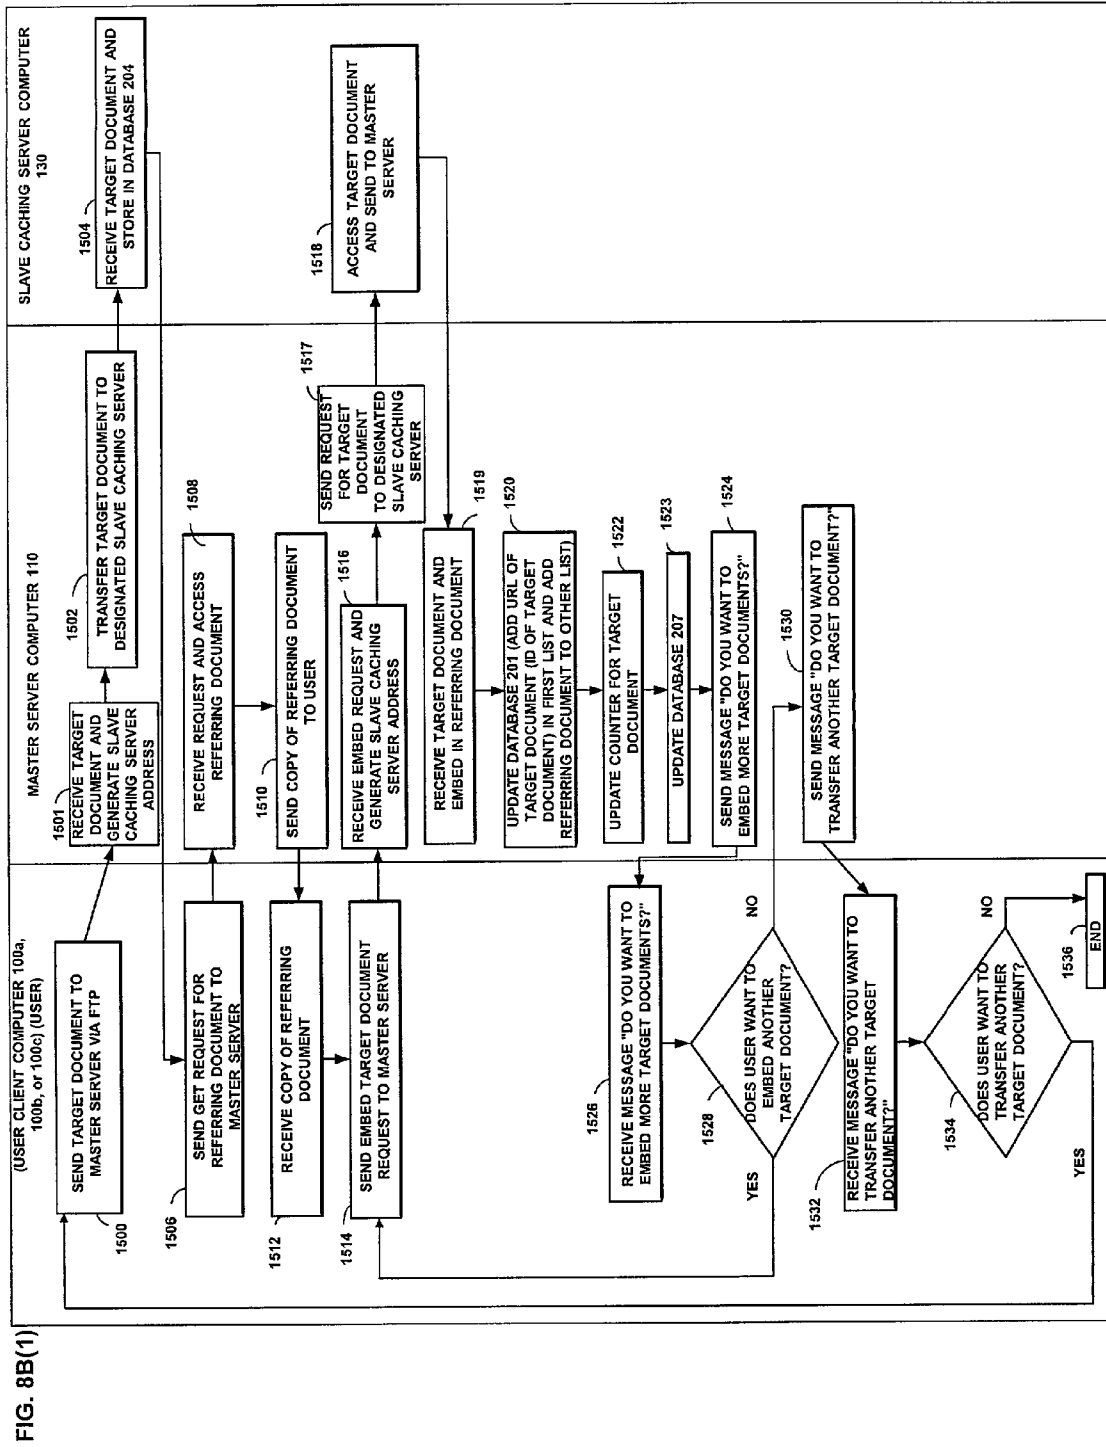 FIG. 8B(1)
(USER CLIENT COMPUTER 100a,
100b, or 100c) (USER)
MASTER SERVER COMPUTER 110
SLAVE CACHING SERVER COMPUTER
130
SEND TARGET DOCUMENT TO
MASTER SERVER VIA FTP
1500
1501
RECEIVE TARGET
DOCUMENT AND
GENERATE SLAVE
CACHING SERVER
ADDRESS
1502
TRANSFER TARGET DOCUMENT TO
DESIGNATED SLAVE CACHING SERVER
1504
RECEIVE TARGET DOCUMENT AND
STORE IN DATABASE 204
1506
SEND GET REQUEST FOR
REFERRING DOCUMENT TO
MASTER SERVER
1508
RECEIVE REQUEST AND ACCESS
REFERRING DOCUMENT
1510
SEND COPY OF REFERRING DOCUMENT
TO USER
1512
RECEIVE COPY OF REFERRING
DOCUMENT
1514
SEND EMBED TARGET DOCUMENT
REQUEST TO MASTER SERVER
1516
RECEIVE EMBED REQUEST AND
GENERATE SLAVE CACHING
SERVER ADDRESS
1517
SEND REQUEST
FOR TARGET
DOCUMENT
TO DESIGNATED
SLAVE CACHING
SERVER
1518
ACCESS TARGET DOCUMENT
AND SEND TO MASTER
SERVER
1519
RECEIVE TARGET DOCUMENT AND
EMBED IN REFERRING DOCUMENT
1520
UPDATE DATABASE 201 (ADD URL OF
TARGET DOCUMENT (ID OF TARGET
DOCUMENT) IN FIRST LIST AND ADD
REFERRING DOCUMENT TO OTHER LIST)
1522
UPDATE COUNTER FOR TARGET
DOCUMENT
1523
UPDATE DATABASE 207
1524
SEND MESSAGE "DO YOU WANT TO
EMBED MORE TARGET DOCUMENTS?"
1526
RECEIVE MESSAGE "DO YOU WANT TO
EMBED MORE TARGET DOCUMENTS?"
1528
DOES USER WANT TO
EMBED ANOTHER
TARGET DOCUMENT?
YES
NO
1530
SEND MESSAGE "DO YOU WANT TO
TRANSFER ANOTHER TARGET DOCUMENT?"
1532
RECEIVE MESSAGE "DO YOU WANT TO
TRANSFER ANOTHER TARGET
DOCUMENT?"
1534
DOES USER WANT TO
TRANSFER ANOTHER
TARGET DOCUMENT?
YES
NO
1536
END